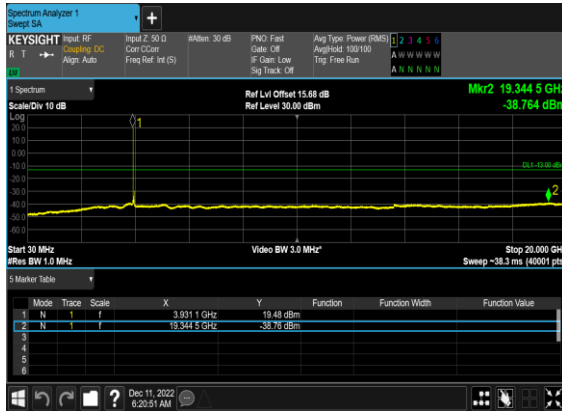 Spectrum Analyzer 1
Swept SA
+
KEYSIGHT Input: RF Input Z: 50 Ω #Atten: 30 dB PNO: Fast Avg Type: Power (RMS) 1 2 3 4 5 6
R T Coupling: DC Corr CCorr Gate: Off Avg|Hold: 100/100 A W W W W W
Align: Auto Freq Ref: Int (S) IF Gain: Low Trig: Free Run
LXI Sig Track: Off A N N N N N
1 Spectrum Ref Lvl Offset 15.68 dB Mkr2 19.344 5 GHz
Scale/Div 10 dB Ref Level 30.00 dBm -38.764 dBm
Log
20.0
10.0
0.00
-10.0
-20.0
-30.0
-40.0
-50.0
-60.0
1
DL1 -13.00 dBm
2
Start 30 MHz Video BW 3.0 MHz* Stop 20.000 GHz
#Res BW 1.0 MHz Sweep ~38.3 ms (40001 pts)
5 Marker Table
Mode Trace Scale X Y Function Function Width Function Value
1 N 1 f 3.931 1 GHz 19.48 dBm
2 N 1 f 19.344 5 GHz -38.76 dBm
3
4
5
6
? Dec 11, 2022
6:20:51 AM